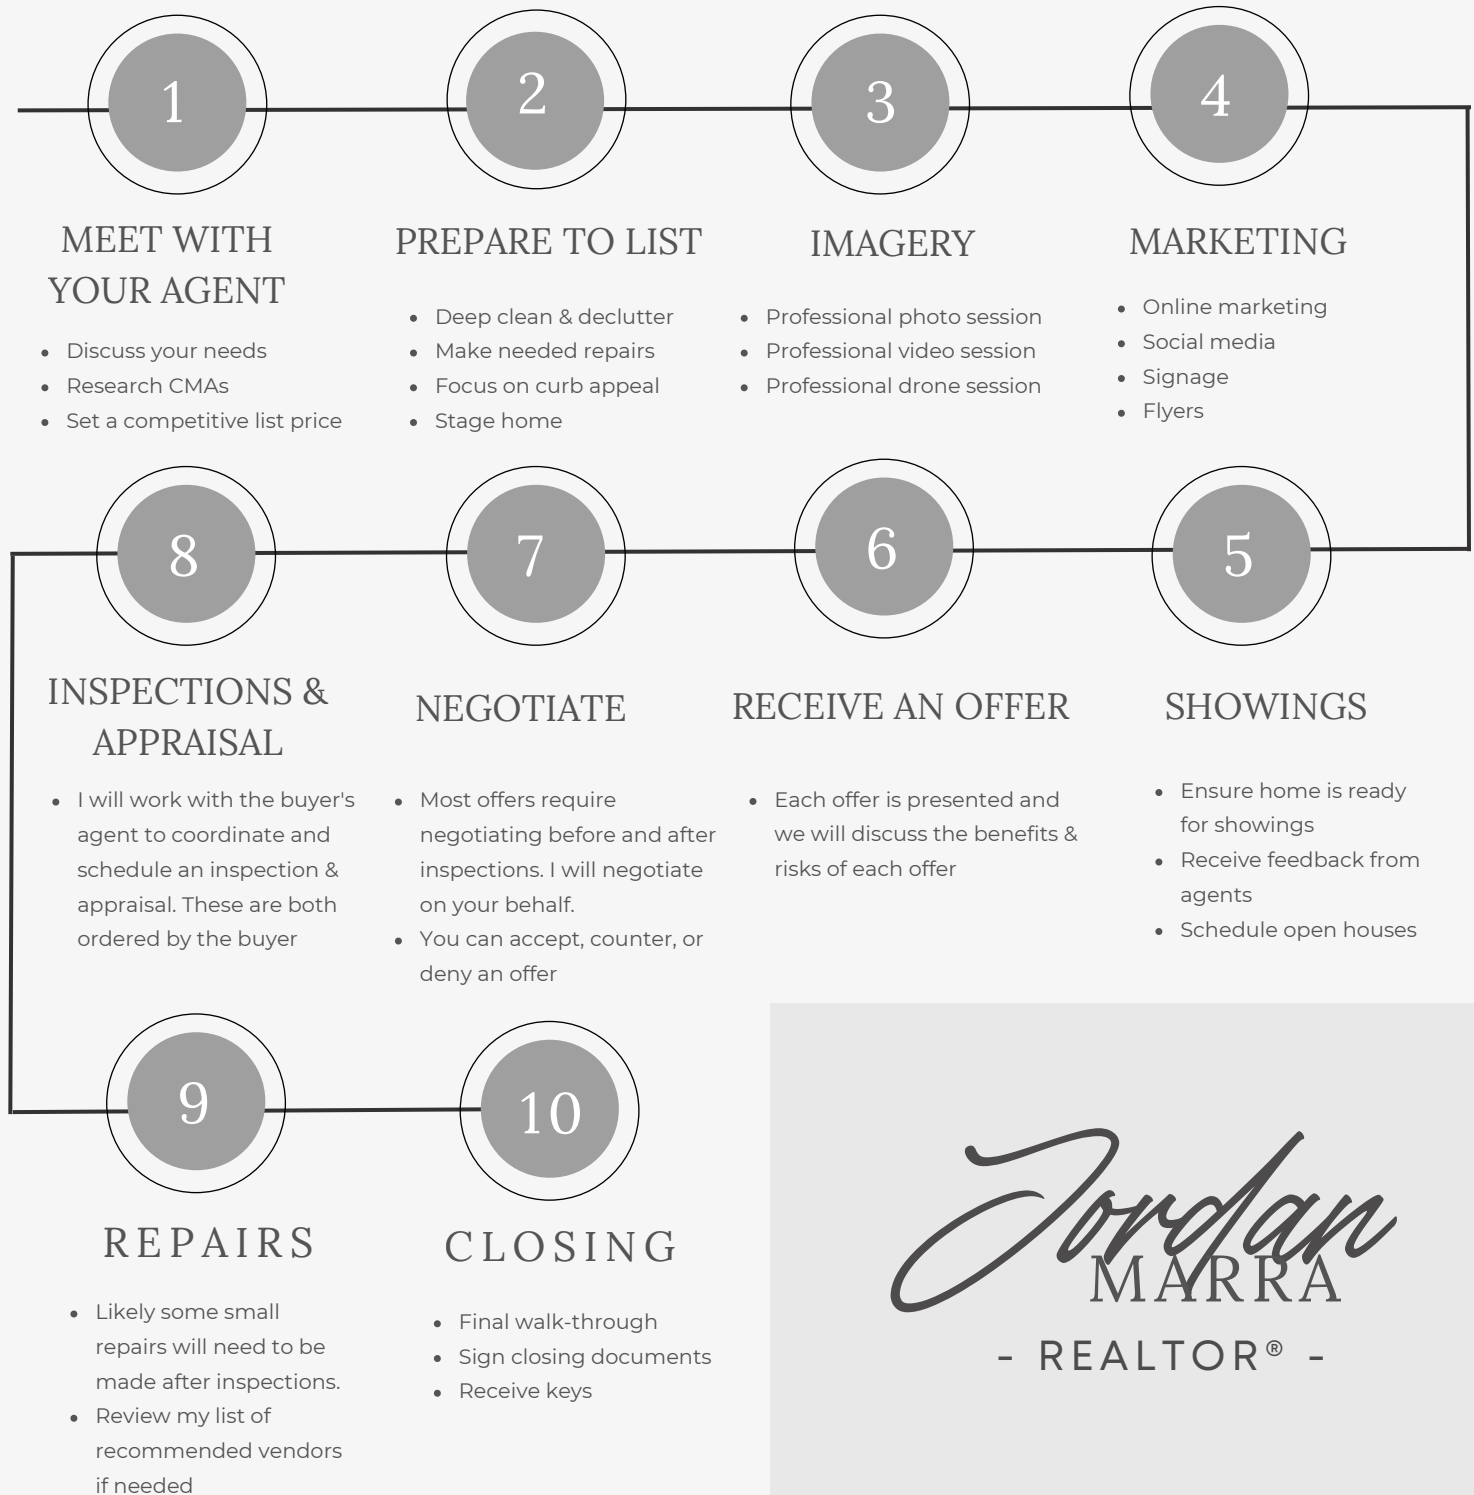 1
MEET WITH
YOUR AGENT
Discuss your needs
Research CMAs
Set a competitive list price
2
PREPARE TO LIST
Deep clean & declutter
Make needed repairs
Focus on curb appeal
Stage home
3
IMAGERY
Professional photo session
Professional video session
Professional drone session
4
MARKETING
Online marketing
Social media
Signage
Flyers
5
SHOWINGS
Ensure home is ready
for showings
Receive feedback from
agents
Schedule open houses
6
RECEIVE AN OFFER
Each offer is presented and
we will discuss the benefits &
risks of each offer
7
NEGOTIATE
Most offers require
negotiating before and after
inspections. I will negotiate
on your behalf.
You can accept, counter, or
deny an offer
8
INSPECTIONS &
APPRAISAL
I will work with the buyer's
agent to coordinate and
schedule an inspection &
appraisal. These are both
ordered by the buyer
9
REPAIRS
Likely some small
repairs will need to be
made after inspections.
Review my list of
recommended vendors
if needed
10
CLOSING
Final walk-through
Sign closing documents
Receive keys
Jordan
MARRA
- REALTOR® -